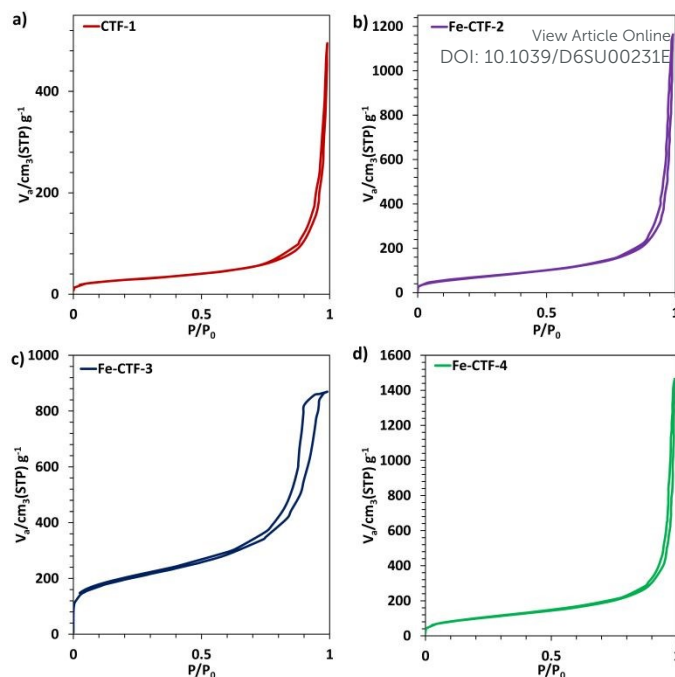 a)
CTF-1
400
200
0
0
0.5
1
Va/cm3(STP) g-1
P/P0
b)
Fe-CTF-2
View Article Online
DOI: 10.1039/D6SU00231E
1200
1000
800
600
400
200
0
0
0.5
1
Va/cm3(STP) g-1
P/P0
c)
Fe-CTF-3
1000
800
600
400
200
0
0
0.5
1
Va/cm3(STP) g-1
P/P0
d)
Fe-CTF-4
1600
1400
1200
1000
800
600
400
200
0
0
0.5
1
Va/cm3(STP) g-1
P/P0